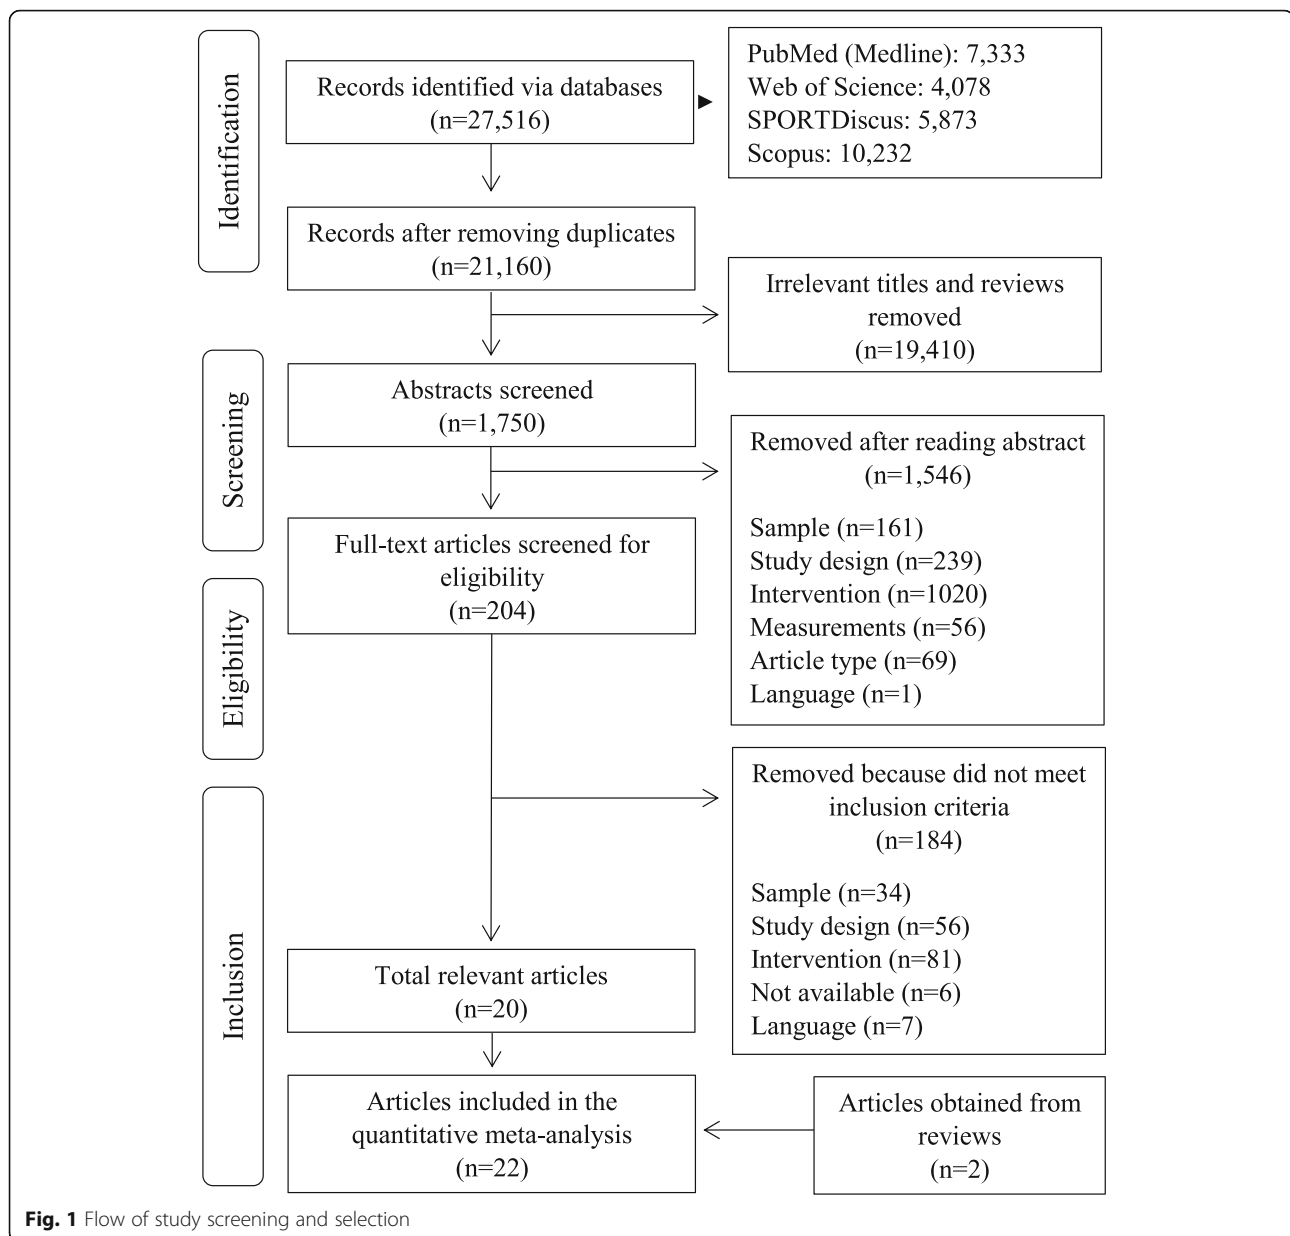 Identification
Records identified via databases
(n=27,516)
PubMed (Medline): 7,333
Web of Science: 4,078
SPORTDiscus: 5,873
Scopus: 10,232
Records after removing duplicates
(n=21,160)
Irrelevant titles and reviews
removed
(n=19,410)
Screening
Abstracts screened
(n=1,750)
Removed after reading abstract
(n=1,546)
Sample (n=161)
Study design (n=239)
Intervention (n=1020)
Measurements (n=56)
Article type (n=69)
Language (n=1)
Full-text articles screened for
eligibility
(n=204)
Eligibility
Removed because did not meet
inclusion criteria
(n=184)
Sample (n=34)
Study design (n=56)
Intervention (n=81)
Not available (n=6)
Language (n=7)
Inclusion
Total relevant articles
(n=20)
Articles included in the
quantitative meta-analysis
(n=22)
Articles obtained from
reviews
(n=2)
Fig. 1 Flow of study screening and selection